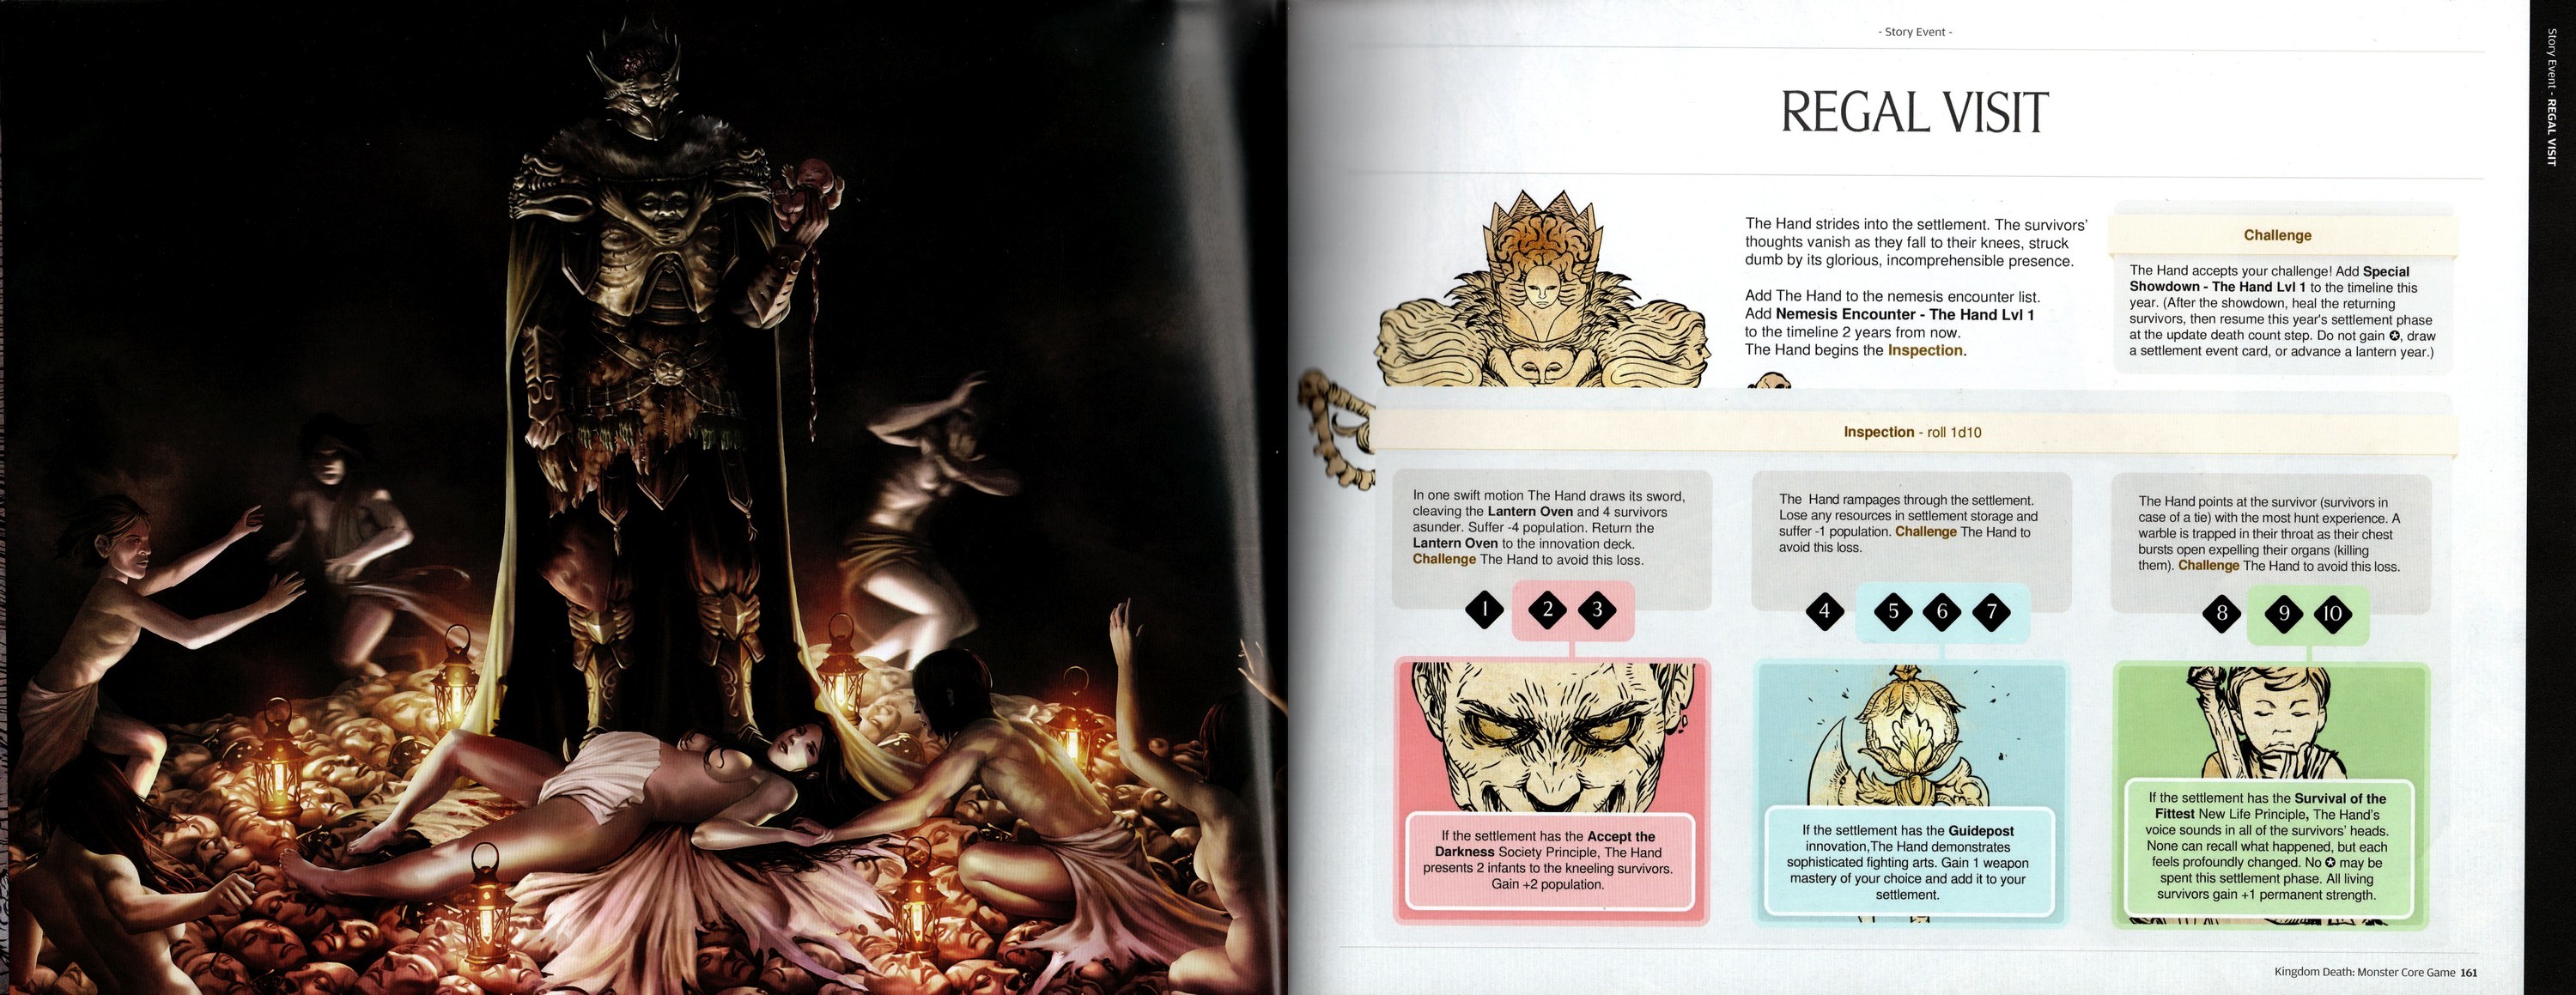 - Story Event -
REGAL VISIT
The Hand strides into the settlement. The survivors'
thoughts vanish as they fall to their knees, struck
dumb by its glorious, incomprehensible presence.
Add The Hand to the nemesis encounter list.
Add Nemesis Encounter - The Hand Lvl 1
to the timeline 2 years from now.
The Hand begins the Inspection.
Challenge
The Hand accepts your challenge! Add Special
Showdown - The Hand Lvl 1 to the timeline this
year. (After the showdown, heal the returning
survivors, then resume this year's settlement phase
at the update death count step. Do not gain ✪, draw
a settlement event card, or advance a lantern year.)
Inspection - roll 1d10
In one swift motion The Hand draws its sword,
cleaving the Lantern Oven and 4 survivors
asunder. Suffer -4 population. Return the
Lantern Oven to the innovation deck.
Challenge The Hand to avoid this loss.
1 2 3
If the settlement has the Accept the
Darkness Society Principle, The Hand
presents 2 infants to the kneeling survivors.
Gain +2 population.
The Hand rampages through the settlement.
Lose any resources in settlement storage and
suffer -1 population. Challenge The Hand to
avoid this loss.
4 5 6 7
If the settlement has the Guidepost
innovation,The Hand demonstrates
sophisticated fighting arts. Gain 1 weapon
mastery of your choice and add it to your
settlement.
The Hand points at the survivor (survivors in
case of a tie) with the most hunt experience. A
warble is trapped in their throat as their chest
bursts open expelling their organs (killing
them). Challenge The Hand to avoid this loss.
8 9 10
If the settlement has the Survival of the
Fittest New Life Principle, The Hand's
voice sounds in all of the survivors' heads.
None can recall what happened, but each
feels profoundly changed. No ✪ may be
spent this settlement phase. All living
survivors gain +1 permanent strength.
Kingdom Death: Monster Core Game 161
Story Event - REGAL VISIT